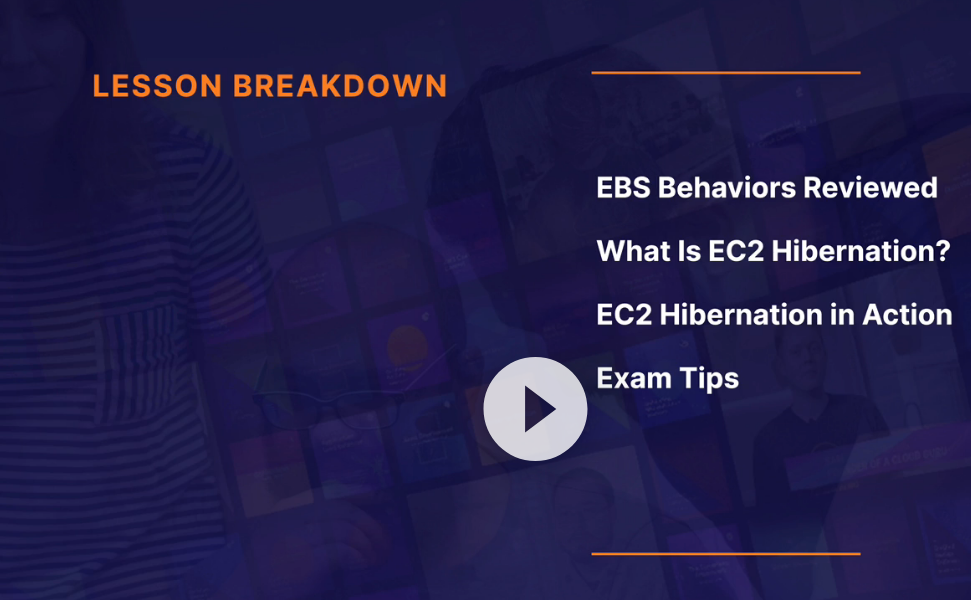 LESSON BREAKDOWN
EBS Behaviors Reviewed
What Is EC2 Hibernation?
EC2 Hibernation in Action
Exam Tips